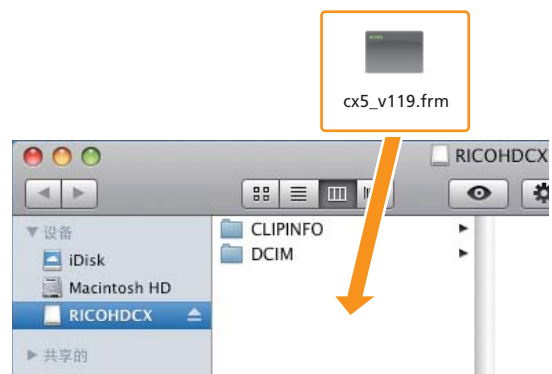 cx5_v119.frm
RICOHDCX
设备
CLIPINFO
iDisk
DCIM
Macintosh HD
RICOHDCX
共享的